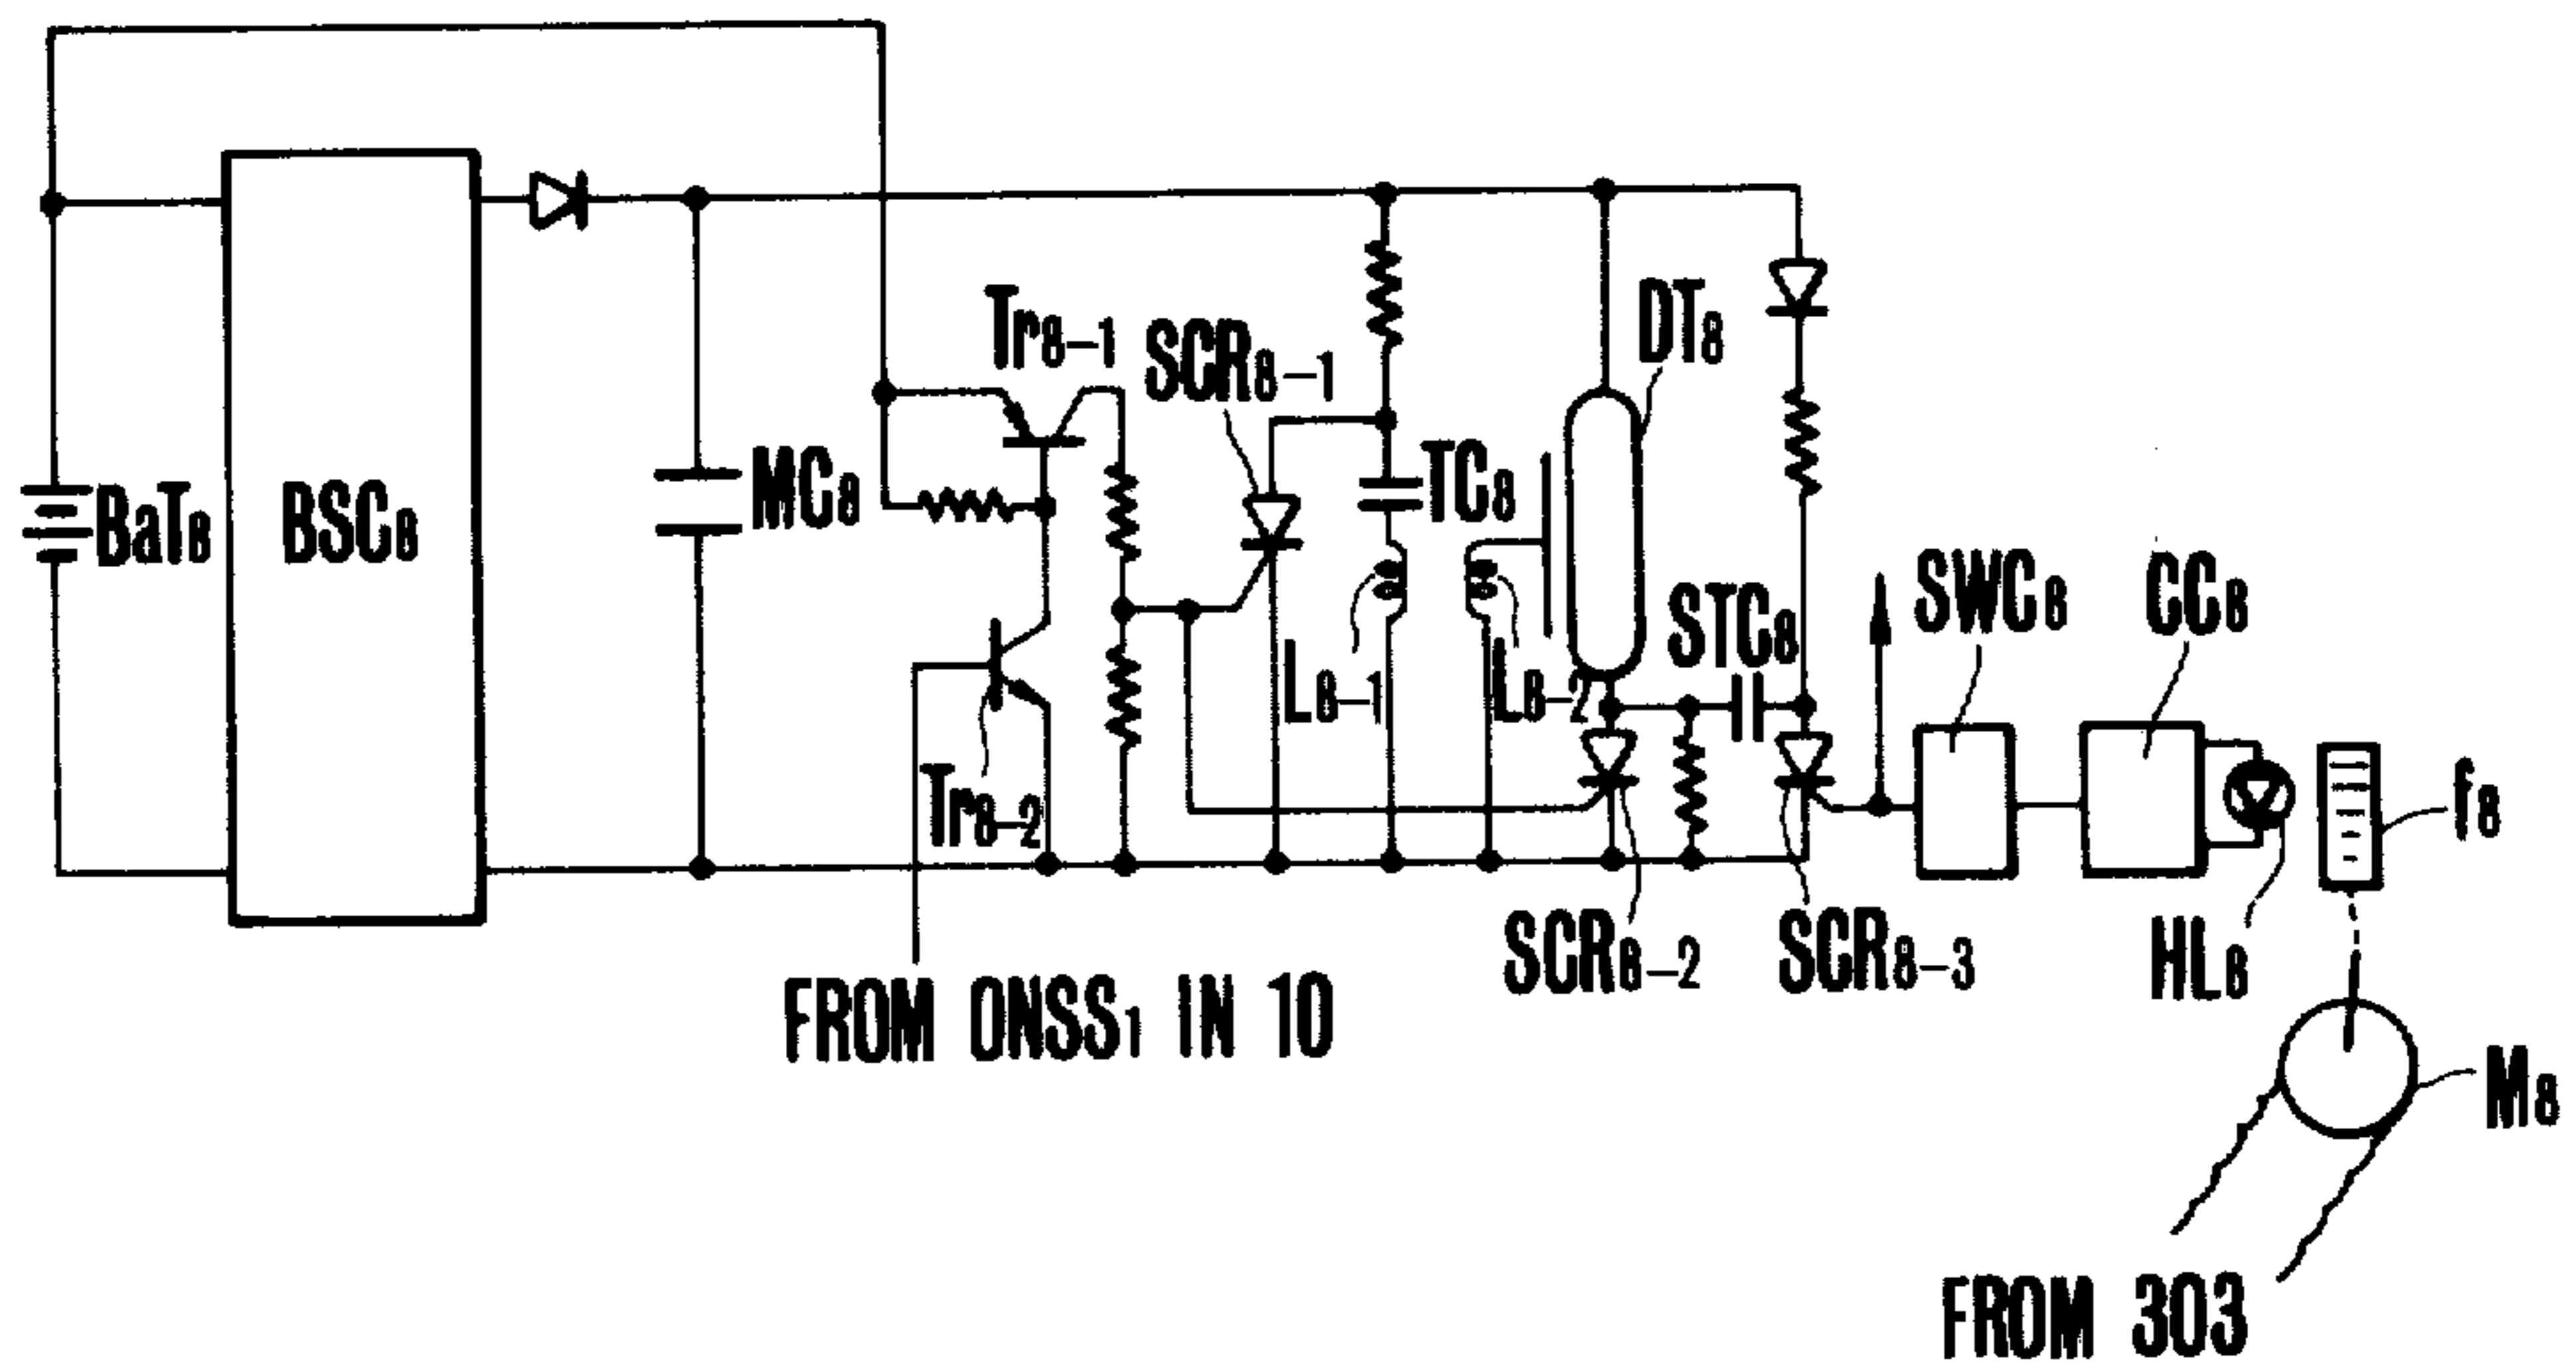 Tr8-1
SCR8-1
DT8
BaT8
BSC8
MC8
TC8
SWC8
CC8
STC8
L8-1
L8-2
Tr8-2
f8
SCR8-2
SCR8-3
HL8
FROM ONSS1 IN 10
M8
FROM 303